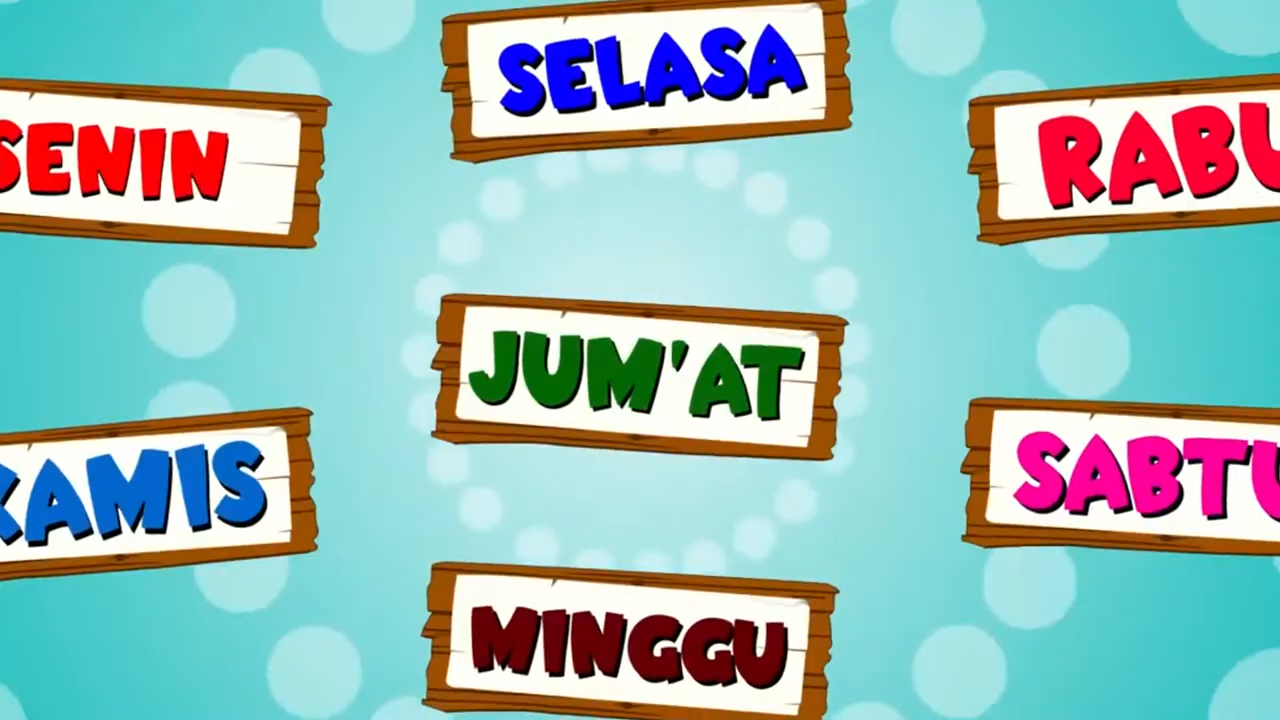 SENIN
SELASA
RABU
KAMIS
JUM'AT
SABTU
MINGGU